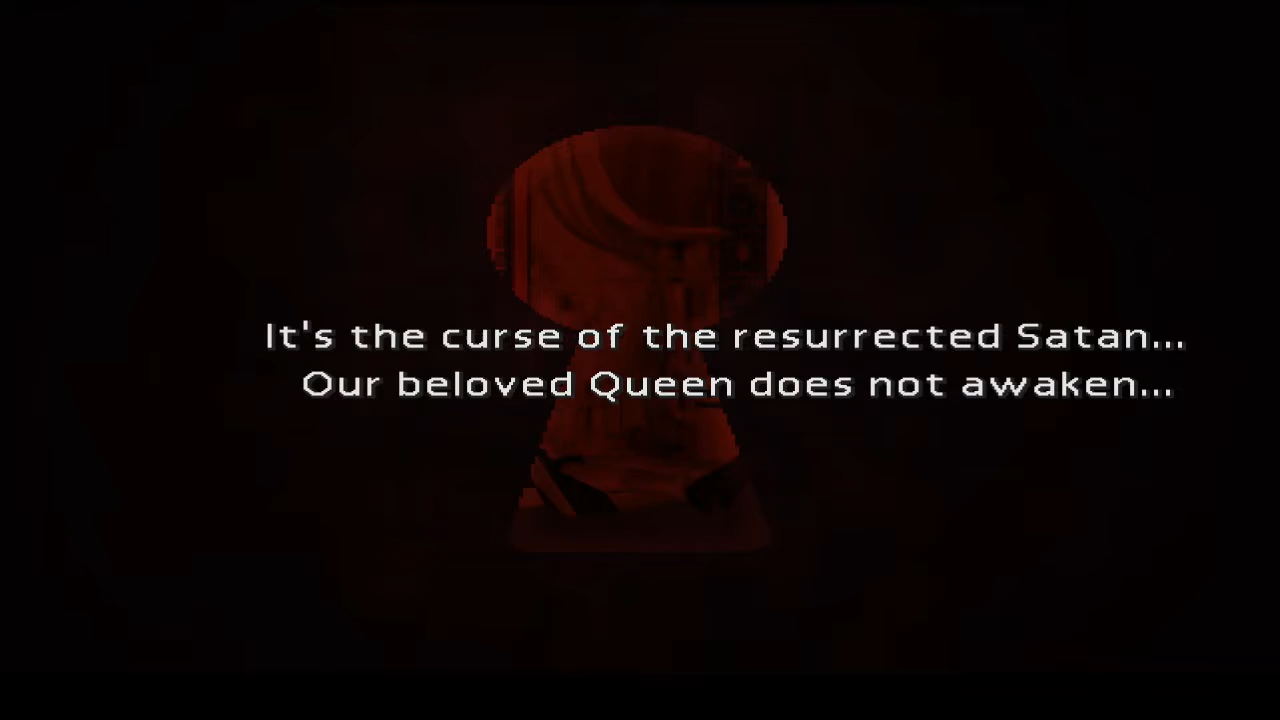 It's the curse of the resurrected Satan...
Our beloved Queen does not awaken...